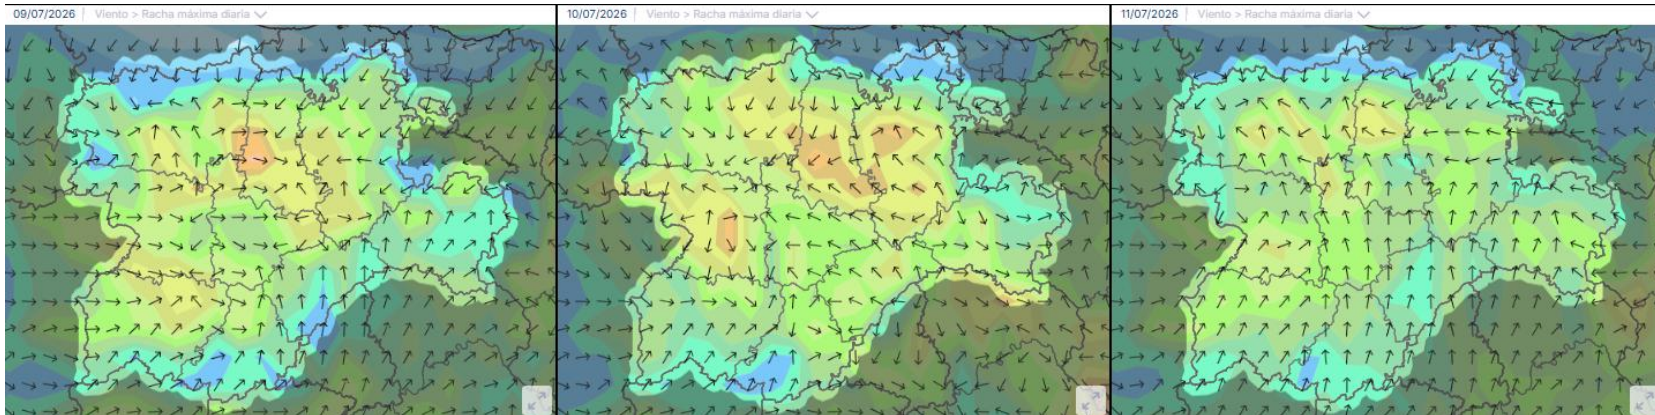 09/07/2026 | Viento > Racha máxima diaria
10/07/2026 | Viento > Racha máxima diaria
11/07/2026 | Viento > Racha máxima diaria